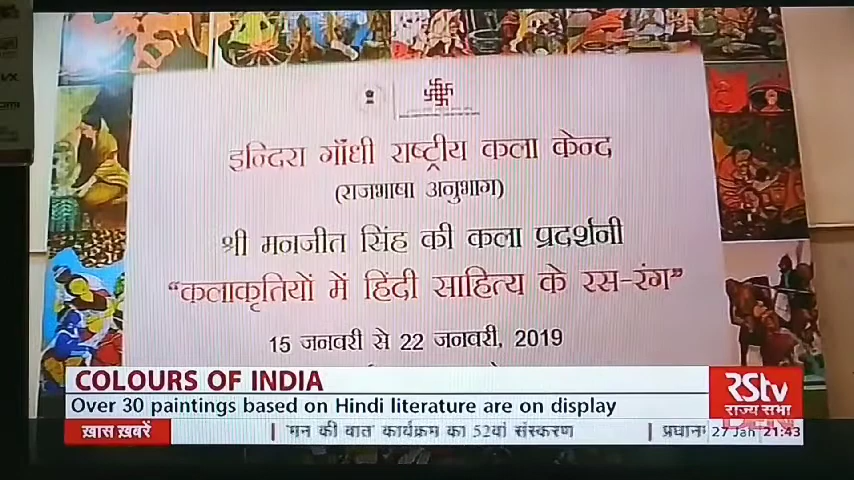 इन्दिरा गाँधी राष्ट्रीय कला केन्द
(राजभाषा अनुभाग)
श्री मनजीत सिंह की कला प्रदर्शनी
“कलाकृतियों में हिंदी साहित्य के रस-रंग”
15 जनवरी से 22 जनवरी, 2019
COLOURS OF INDIA
Over 30 paintings based on Hindi literature are on display
RSTV
राज्य सभा
ख़ास ख़बरें
'मन की बात' कार्यक्रम का 52वां संस्करण
प्रधान
27 Jan 21:43